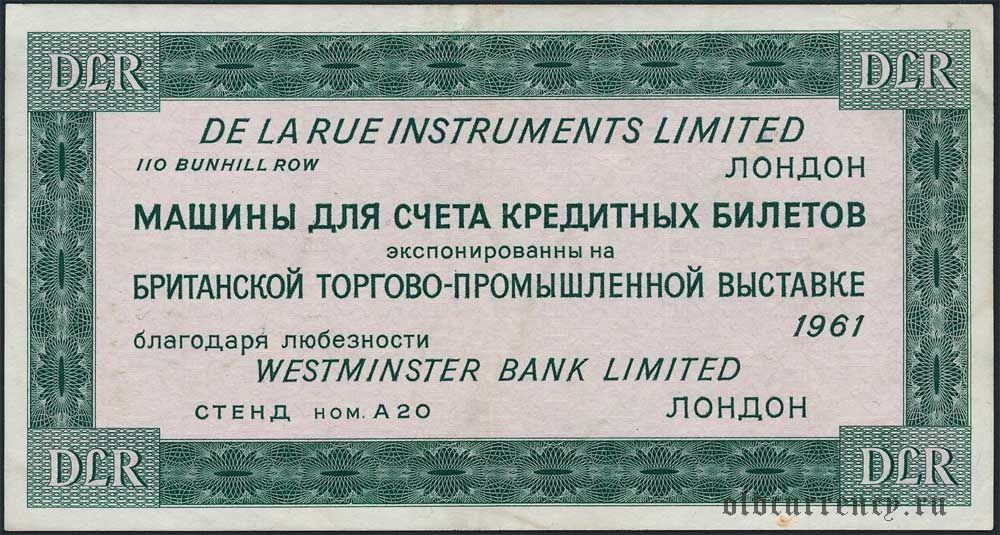 DLR DLR
DE LA RUE INSTRUMENTS LIMITED
110 BUNHILL ROW ЛОНДОН
МАШИНЫ ДЛЯ СЧЕТА КРЕДИТНЫХ БИЛЕТОВ
экспонированны на
БРИТАНСКОЙ ТОРГОВО-ПРОМЫШЛЕННОЙ ВЫСТАВКЕ
1961
благодаря любезности
WESTMINSTER BANK LIMITED
СТЕНД НОМ. А 20 ЛОНДОН
DLR DLR
oldcurrency.ru